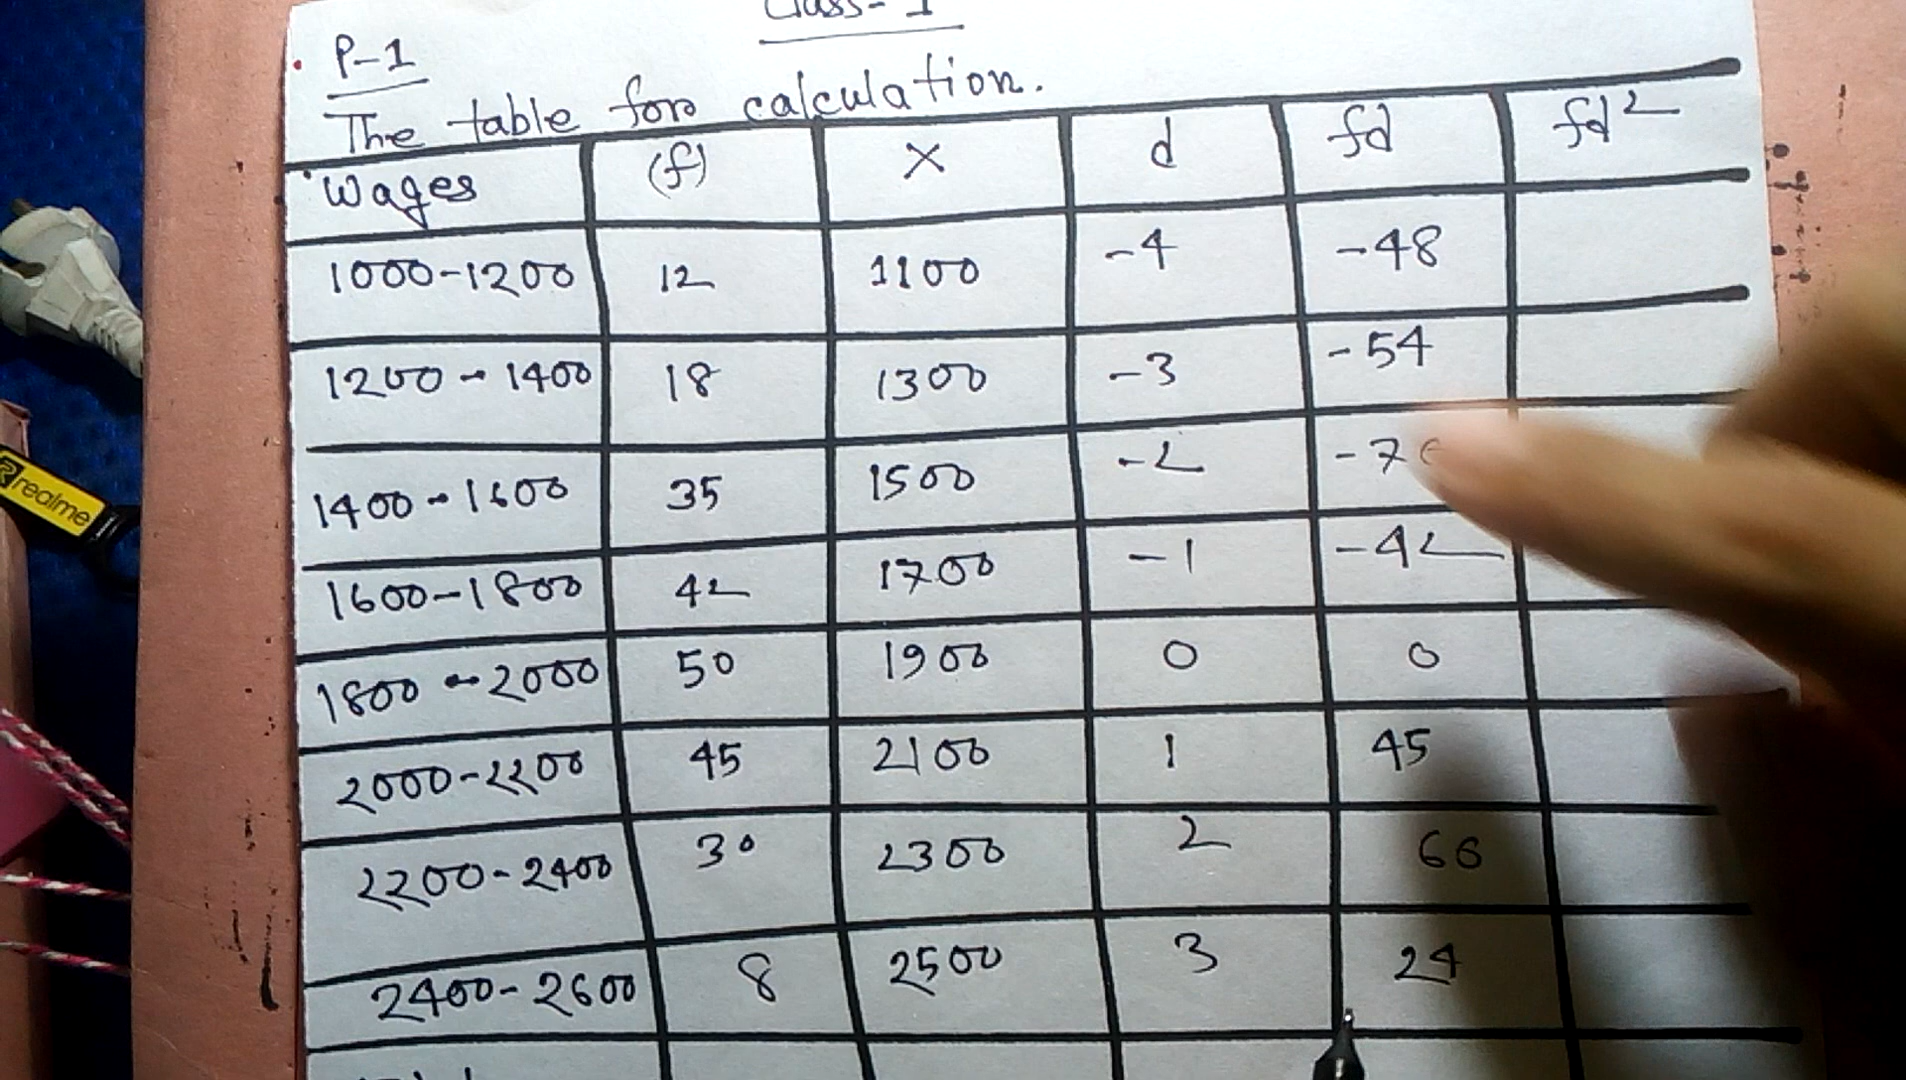 Class-1
P-1
The table for calculation.
Wages (f) X d fd fd²
1000-1200 12 1100 -4 -48
1200-1400 18 1300 -3 -54
1400-1600 35 1500 -2
1600-1800 42 1700 -1 -42
1800-2000 50 1900 0 0
2000-2200 45 2100 1 45
2200-2400 30 2300 2 60
2400-2600 8 2500 3 24
realme